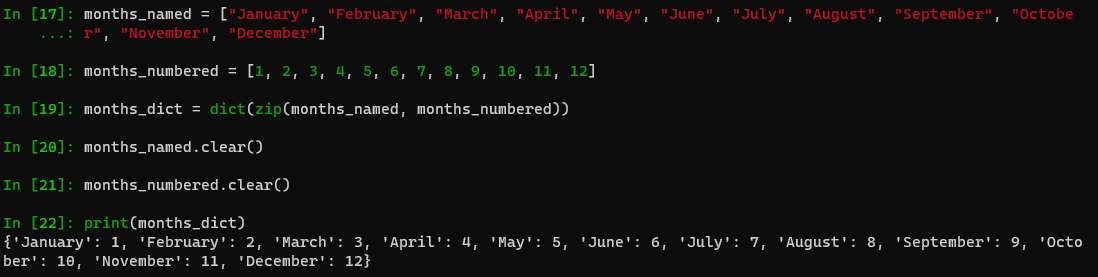 In [17]: months_named = ["January", "February", "March", "April", "May", "June", "July", "August", "September", "Octobe
    ...: r", "November", "December"]
In [18]: months_numbered = [1, 2, 3, 4, 5, 6, 7, 8, 9, 10, 11, 12]
In [19]: months_dict = dict(zip(months_named, months_numbered))
In [20]: months_named.clear()
In [21]: months_numbered.clear()
In [22]: print(months_dict)
{'January': 1, 'February': 2, 'March': 3, 'April': 4, 'May': 5, 'June': 6, 'July': 7, 'August': 8, 'September': 9, 'Octo
ber': 10, 'November': 11, 'December': 12}